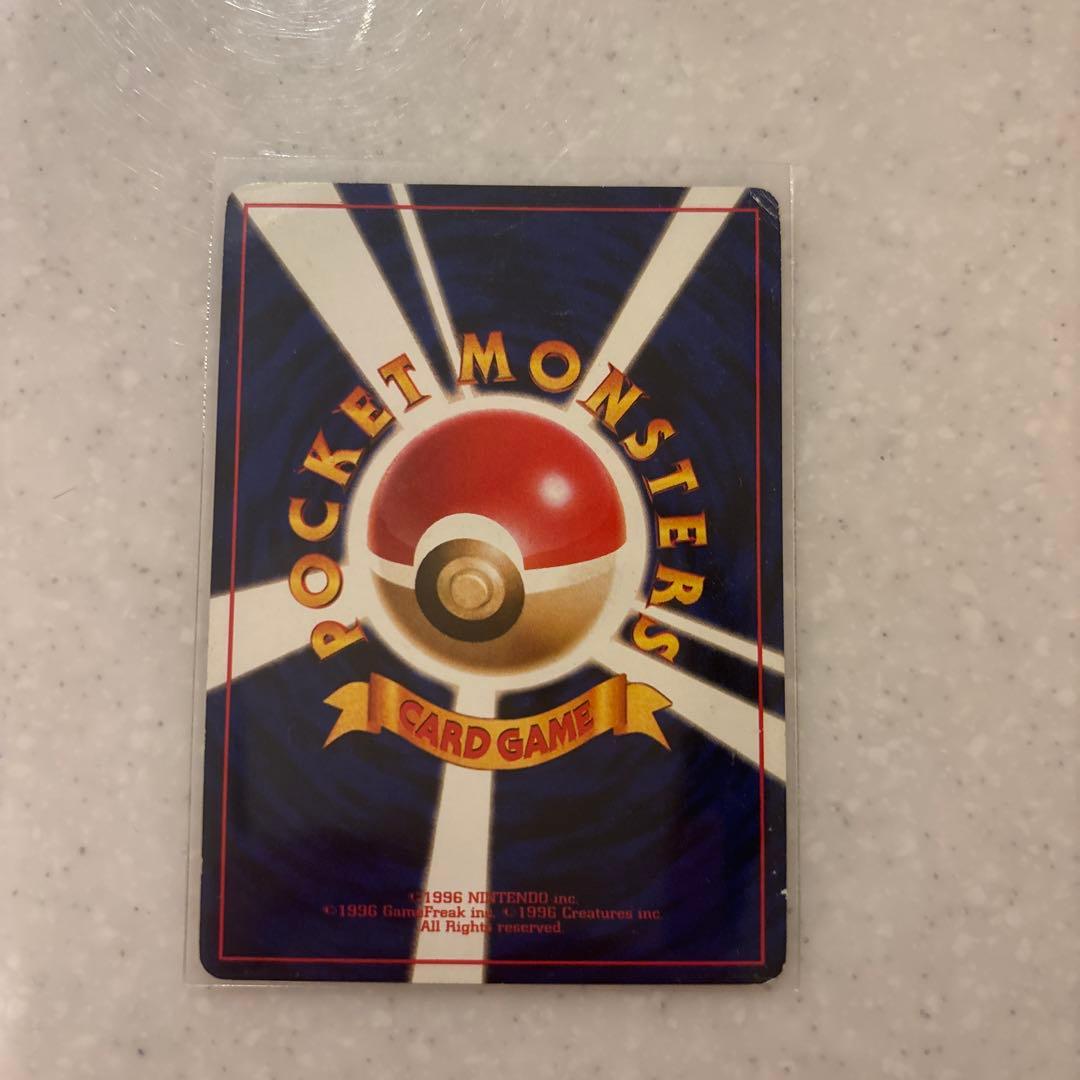 POCKET MONSTERS
CARD GAME
©1996 NINTENDO inc.
©1996 GameFreak inc. ©1996 Creatures inc.
All Rights reserved.